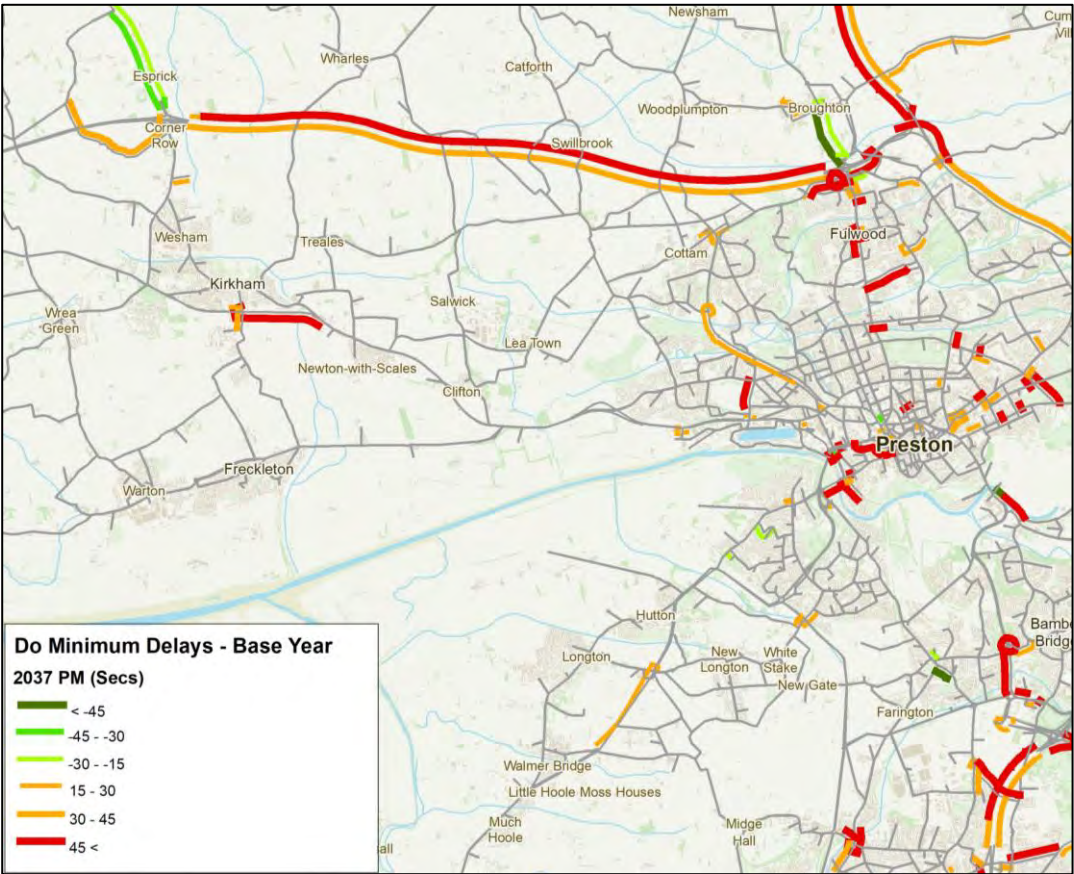 Newsham
Cum
Vil
Wharles
Catforth
Esprick
Woodplumpton
Broughton
Corner
Row
Swillbrook
Wesham
Treales
Fulwood
Cottam
Kirkham
Salwick
Wrea
Green
Lea Town
Newton-with-Scales
Clifton
Preston
Freckleton
Warton
Hutton
Bambe
Bridg
Longton
New
Longton
White
Stake
New Gate
Farington
Walmer Bridge
Little Hoole Moss Houses
Much
Hoole
Midge
Hall
all
Do Minimum Delays - Base Year
2037 PM (Secs)
< -45
-45 - -30
-30 - -15
15 - 30
30 - 45
45 <